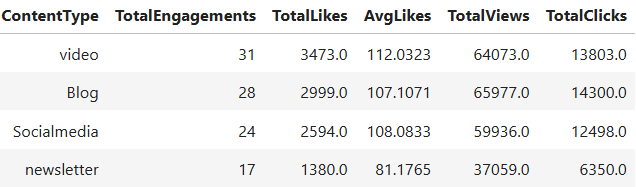 ContentType TotalEngagements TotalLikes AvgLikes TotalViews TotalClicks
video 31 3473.0 112.0323 64073.0 13803.0
Blog 28 2999.0 107.1071 65977.0 14300.0
Socialmedia 24 2594.0 108.0833 59936.0 12498.0
newsletter 17 1380.0 81.1765 37059.0 6350.0